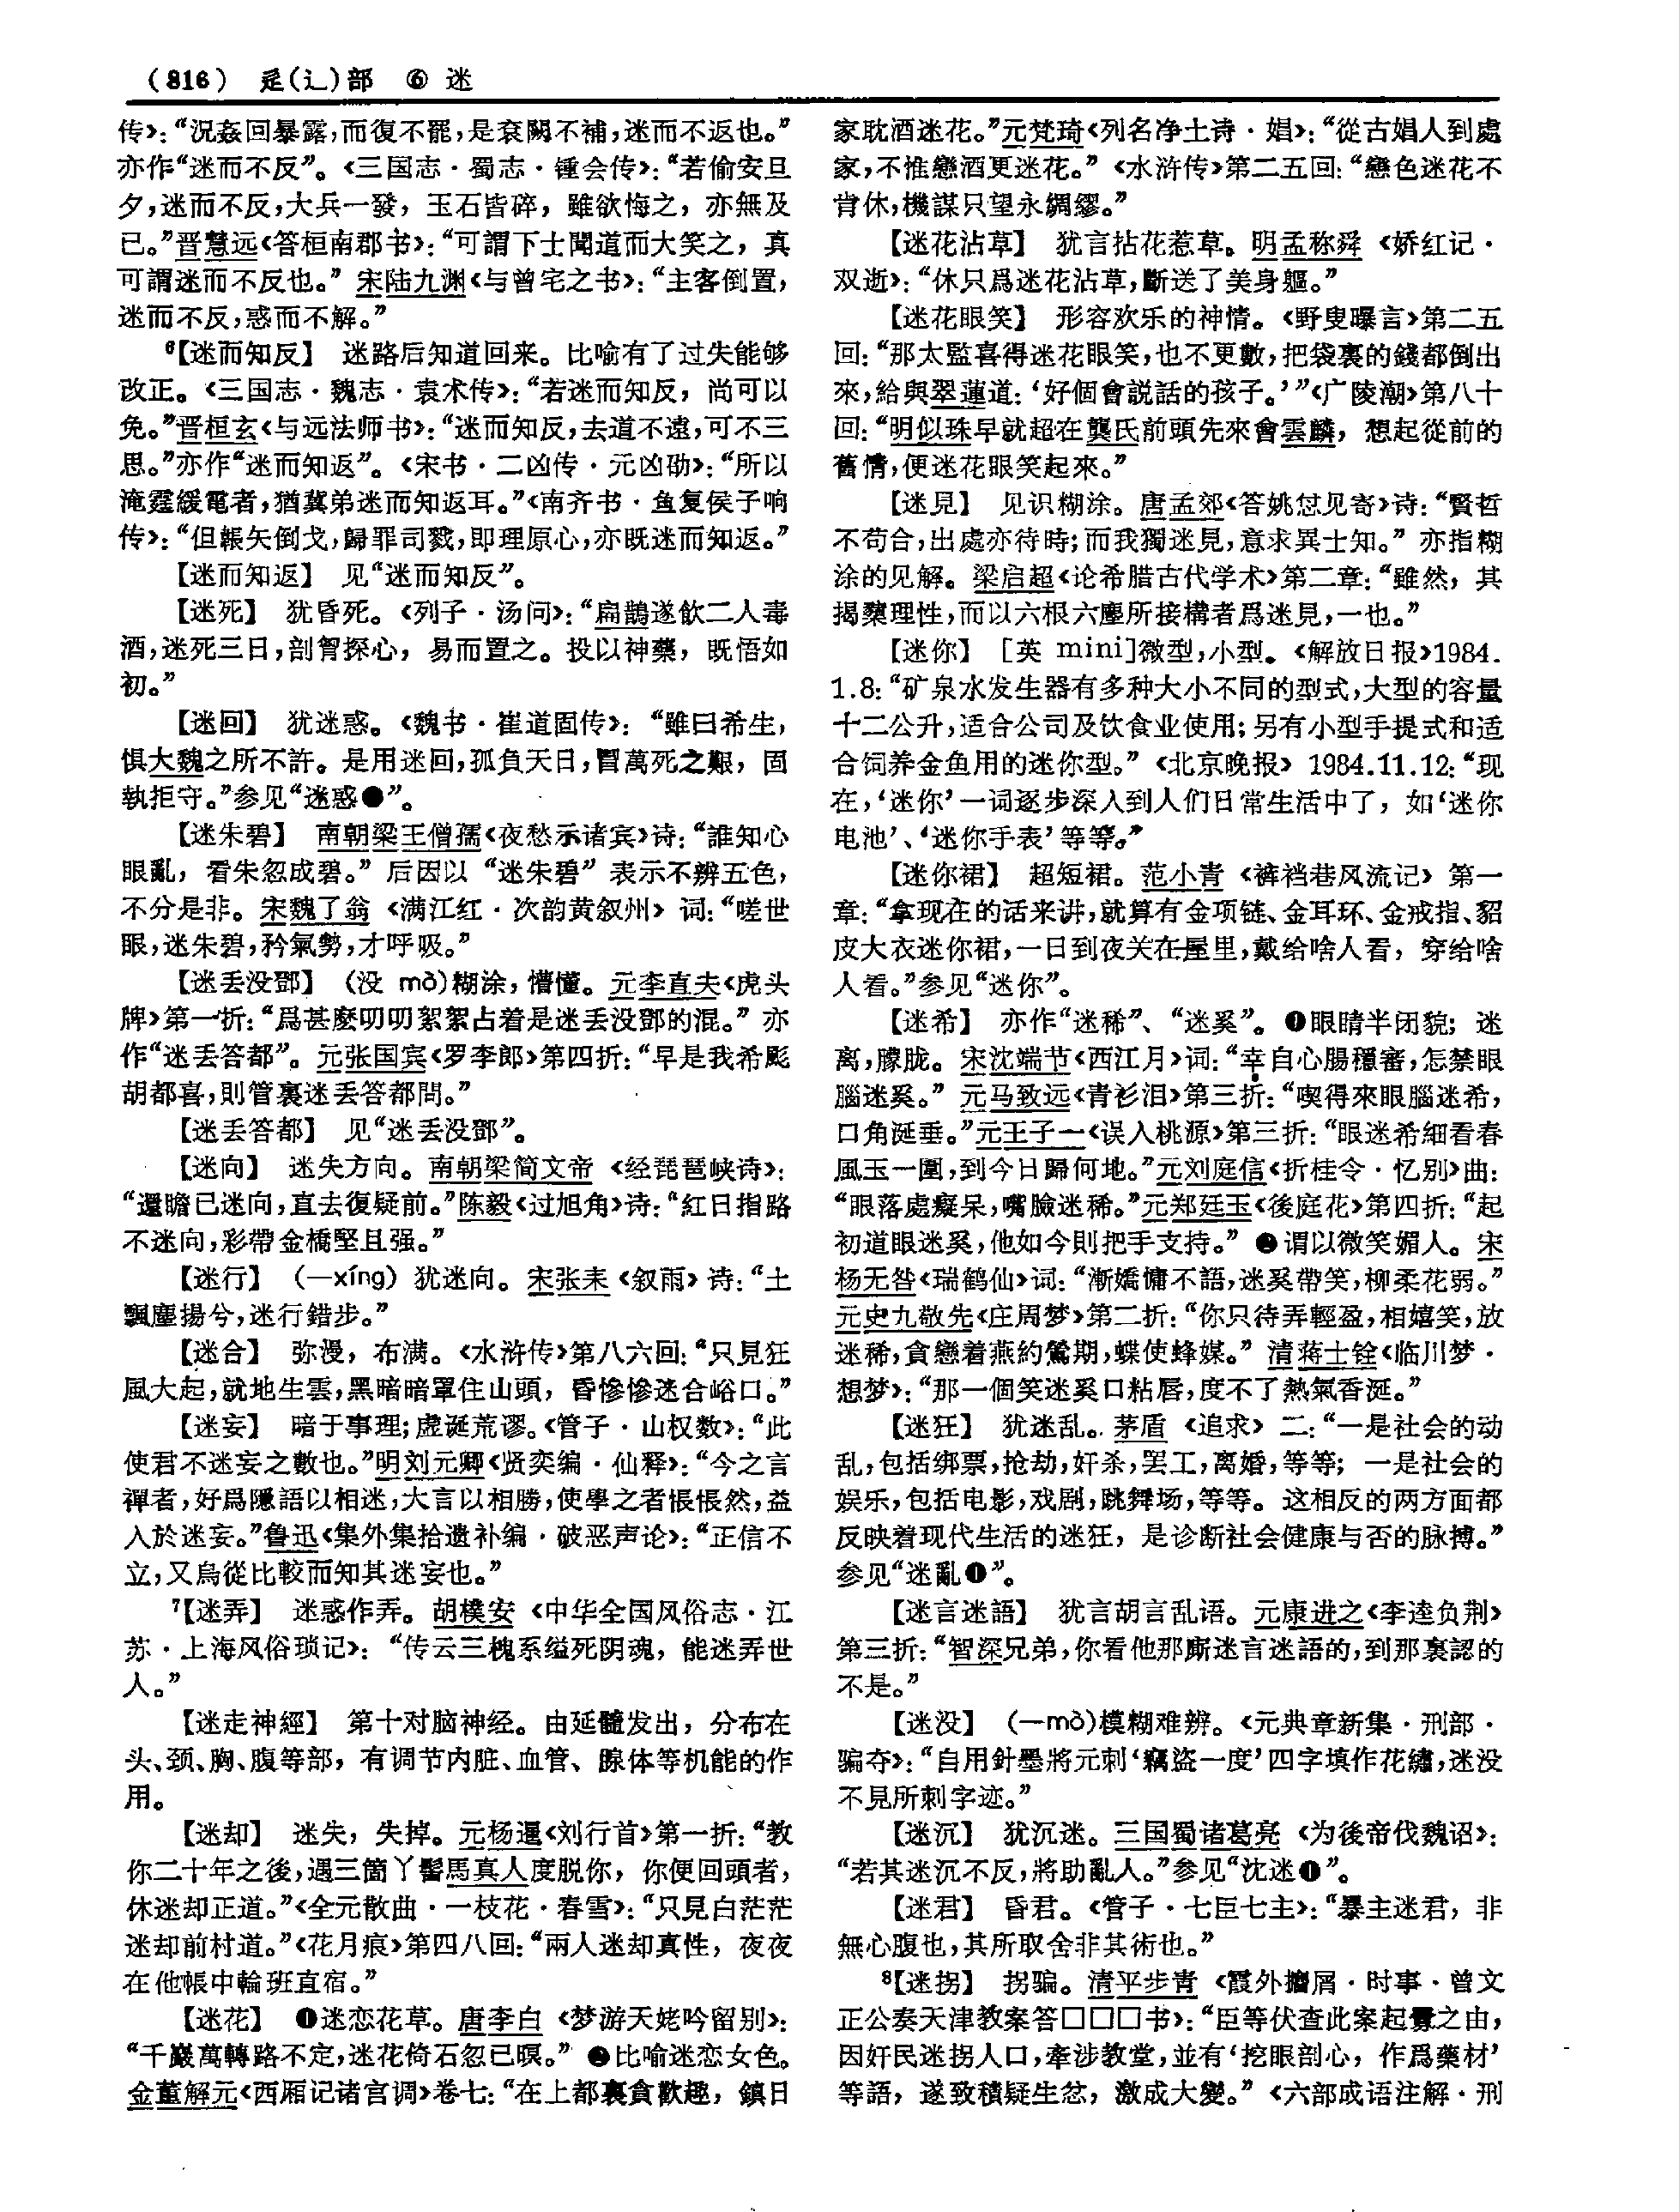 (816) 辵(辶)部 ⑥ 迷
传》：“況姦回暴露，而復不罷，是袞闕不補，迷而不返也。”
亦作“迷而不反”。《三国志·蜀志·锺会传》：“若偷安旦
夕，迷而不反，大兵一發，玉石皆碎，雖欲悔之，亦無及
已。”晋慧远《答桓南郡书》：“可謂下士聞道而大笑之，真
可謂迷而不反也。”宋陆九渊《与曾宅之书》：“主客倒置，
迷而不反，惑而不解。”
⁶【迷而知反】 迷路后知道回来。比喻有了过失能够
改正。《三国志·魏志·袁术传》：“若迷而知反，尚可以
免。”晋桓玄《与远法师书》：“迷而知反，去道不遠，可不三
思。”亦作“迷而知返”。《宋书·二凶传·元凶劭》：“所以
淹霆緩電者，猶冀弟迷而知返耳。”《南齐书·鱼复侯子响
传》：“但韔矢倒戈，歸罪司戮，即理原心，亦既迷而知返。”
【迷而知返】 见“迷而知反”。
【迷死】 犹昏死。《列子·汤问》：“扁鵲遂飲二人毒
酒，迷死三日，剖胷探心，易而置之。投以神藥，既悟如
初。”
【迷回】 犹迷惑。《魏书·崔道固传》：“雖曰希生，
惧大魏之所不許。是用迷回，孤負天日，冒萬死之艱，固
執拒守。”参见“迷惑●”。
【迷朱碧】 南朝梁王僧孺《夜愁示诸宾》诗：“誰知心
眼亂，看朱忽成碧。”后因以“迷朱碧”表示不辨五色，
不分是非。宋魏了翁《满江红·次韵黄叙州》词：“嗟世
眼，迷朱碧，矜氣勢，才呼吸。”
【迷丢没鄧】 （没 mò）糊涂，懵懂。元李直夫《虎头
牌》第一折：“爲甚麽叨叨絮絮占着是迷丢没鄧的混。”亦
作“迷丢答都”。元张国宾《罗李郎》第四折：“早是我希彪
胡都喜，則管裏迷丢答都問。”
【迷丢答都】 见“迷丢没鄧”。
【迷向】 迷失方向。南朝梁简文帝《经琵琶峡诗》：
“還瞻已迷向，直去復疑前。”陈毅《过旭角》诗：“紅日指路
不迷向，彩帶金橋堅且强。”
【迷行】 （—xíng）犹迷向。宋张耒《叙雨》诗：“土
飄塵揚兮，迷行錯步。”
【迷合】 弥漫，布满。《水浒传》第八六回：“只見狂
風大起，就地生雲，黑暗暗罩住山頭，昏慘慘迷合峪口。”
【迷妄】 暗于事理；虚诞荒谬。《管子·山权数》：“此
使君不迷妄之數也。”明刘元卿《贤奕编·仙释》：“今之言
禪者，好爲隱語以相迷，大言以相勝，使學之者悵悵然，益
入於迷妄。”鲁迅《集外集拾遗补编·破恶声论》：“正信不
立，又烏從比較而知其迷妄也。”
⁷【迷弄】 迷惑作弄。胡樸安《中华全国风俗志·江
苏·上海风俗琐记》：“传云三槐系缢死阴魂，能迷弄世
人。”
【迷走神經】 第十对脑神经。由延髓发出，分布在
头、颈、胸、腹等部，有调节内脏、血管、腺体等机能的作
用。
【迷却】 迷失，失掉。元杨暹《刘行首》第一折：“教
你二十年之後，遇三箇丫髻馬真人度脱你，你便回頭者，
休迷却正道。”《全元散曲·一枝花·春雪》：“只見白茫茫
迷却前村道。”《花月痕》第四八回：“兩人迷却真性，夜夜
在他帳中輪班直宿。”
【迷花】 ❶迷恋花草。唐李白《梦游天姥吟留别》：
“千巖萬轉路不定，迷花倚石忽已暝。”❷比喻迷恋女色。
金董解元《西厢记诸宫调》卷七：“在上都裏貪歡趣，鎮日
家耽酒迷花。”元梵琦《列名净土诗·娼》：“從古娼人到處
家，不惟戀酒更迷花。”《水浒传》第二五回：“戀色迷花不
肯休，機謀只望永綢繆。”
【迷花沾草】 犹言拈花惹草。明孟称舜《娇红记·
双逝》：“休只爲迷花沾草，斷送了美身軀。”
【迷花眼笑】 形容欢乐的神情。《野叟曝言》第二五
回：“那太監喜得迷花眼笑，也不更數，把袋裏的錢都倒出
來，給與翠蓮道：‘好個會説話的孩子。’”《广陵潮》第八十
回：“明似珠早就超在龔氏前頭先來會雲麟，想起從前的
舊情，便迷花眼笑起來。”
【迷見】 见识糊涂。唐孟郊《答姚怤见寄》诗：“賢哲
不苟合，出處亦待時；而我獨迷見，意求異士知。”亦指糊
涂的见解。梁启超《论希腊古代学术》第二章：“雖然，其
揭櫫理性，而以六根六塵所接構者爲迷見，一也。”
【迷你】 [英 mini]微型，小型。《解放日报》1984.
1.8：“矿泉水发生器有多种大小不同的型式，大型的容量
十二公升，适合公司及饮食业使用；另有小型手提式和适
合饲养金鱼用的迷你型。”《北京晚报》1984.11.12：“现
在，‘迷你’一词逐步深入到人们日常生活中了，如‘迷你
电池’、‘迷你手表’等等。”
【迷你裙】 超短裙。范小青《裤裆巷风流记》第一
章：“拿现在的话来讲，就算有金项链、金耳环、金戒指、貂
皮大衣迷你裙，一日到夜关在屋里，戴给啥人看，穿给啥
人看。”参见“迷你”。
【迷希】 亦作“迷稀”、“迷奚”。❶眼睛半闭貌；迷
离，朦胧。宋沈端节《西江月》词：“幸自心腸穩審，怎禁眼
腦迷奚。”元马致远《青衫泪》第三折：“喫得來眼腦迷希，
口角涎垂。”元王子一《误入桃源》第三折：“眼迷希細看春
風玉一圍，到今日歸何地。”元刘庭信《折桂令·忆别》曲：
“眼落處癡呆，嘴臉迷稀。”元郑廷玉《後庭花》第四折：“起
初道眼迷奚，他如今則把手支持。”❷谓以微笑媚人。宋
杨无咎《瑞鹤仙》词：“漸嬌慵不語，迷奚帶笑，柳柔花弱。”
元史九敬先《庄周梦》第二折：“你只待弄輕盈，相嬉笑，放
迷稀，貪戀着燕約鶯期，蝶使蜂媒。”清蒋士铨《临川梦·
想梦》：“那一個笑迷奚口粘唇，度不了熱氣香涎。”
【迷狂】 犹迷乱。茅盾《追求》二：“一是社会的动
乱，包括绑票，抢劫，奸杀，罢工，离婚，等等；一是社会的
娱乐，包括电影，戏剧，跳舞场，等等。这相反的两方面都
反映着现代生活的迷狂，是诊断社会健康与否的脉搏。”
参见“迷亂❶”。
【迷言迷語】 犹言胡言乱语。元康进之《李逵负荆》
第三折：“智深兄弟，你看他那廝迷言迷語的，到那裏認的
不是。”
【迷没】 （—mò）模糊难辨。《元典章新集·刑部·
骗夺》：“自用針墨將元刺‘竊盜一度’四字填作花繡，迷没
不見所刺字迹。”
【迷沉】 犹沉迷。三国蜀诸葛亮《为後帝伐魏诏》：
“若其迷沉不反，將助亂人。”参见“沈迷❶”。
【迷君】 昏君。《管子·七臣七主》：“暴主迷君，非
無心腹也，其所取舍非其術也。”
⁸【迷拐】 拐骗。清平步青《霞外攟屑·时事·曾文
正公奏天津教案答□□□书》：“臣等伏查此案起釁之由，
因奸民迷拐人口，牽涉教堂，並有‘挖眼剖心，作爲藥材’
等語，遂致積疑生忿，激成大變。”《六部成语注解·刑